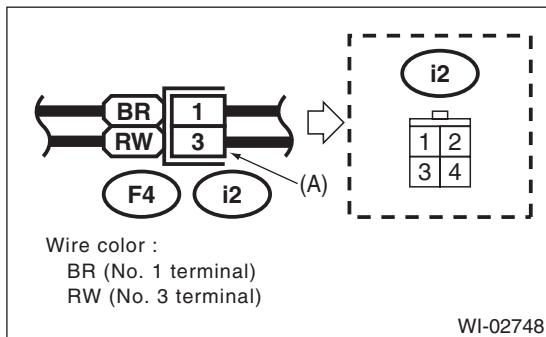 i2
BR 1
RW 3
1 2
3 4
F4 i2 (A)
Wire color :
BR (No. 1 terminal)
RW (No. 3 terminal)
WI-02748